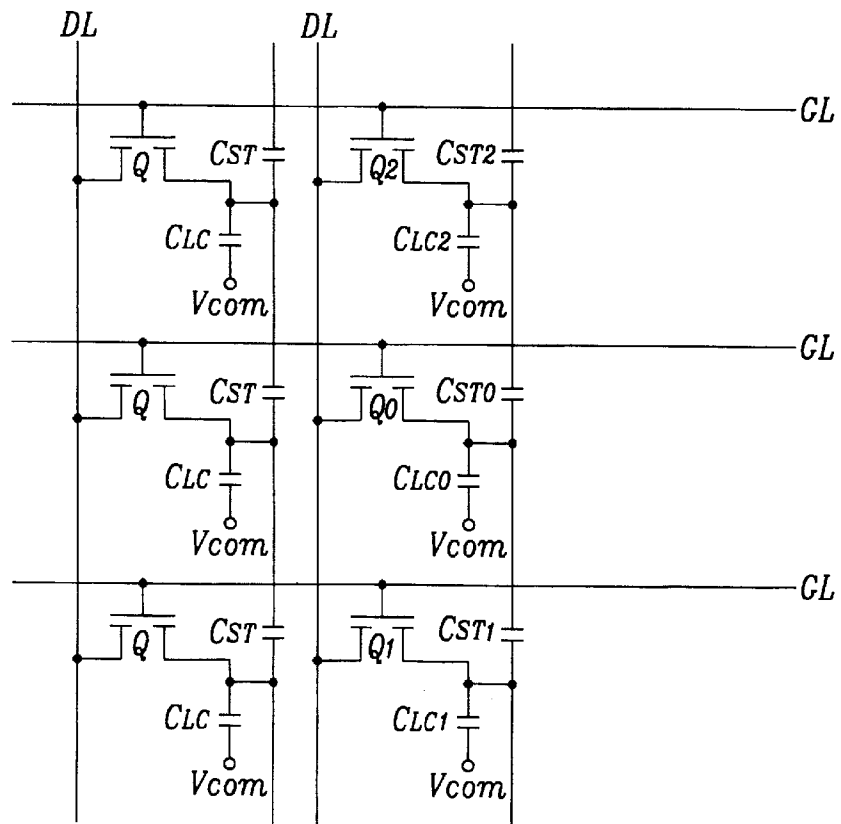 DL DL
GL
Q CST Q2 CST2
CLC CLC2
Vcom Vcom
GL
Q CST Q0 CST0
CLC CLC0
Vcom Vcom
GL
Q CST Q1 CST1
CLC CLC1
Vcom Vcom